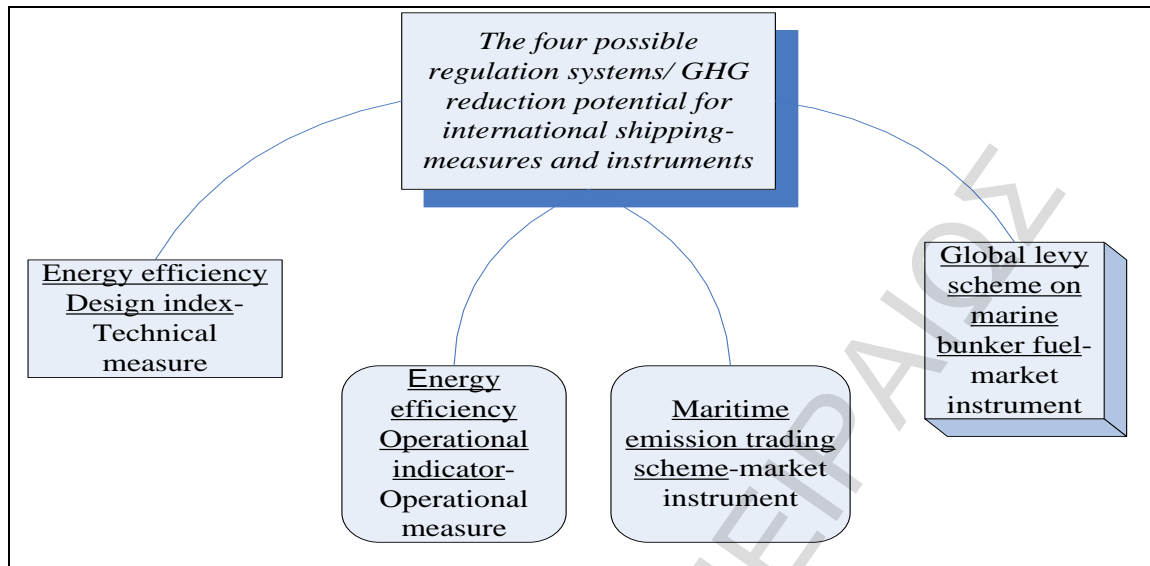 The four possible
regulation systems/ GHG
reduction potential for
international shipping-
measures and instruments
Energy efficiency
Design index-
Technical
measure
Energy
efficiency
Operational
indicator-
Operational
measure
Maritime
emission trading
scheme-market
instrument
Global levy
scheme on
marine
bunker fuel-
market
instrument
ΕΙΡΑΙΩΣ